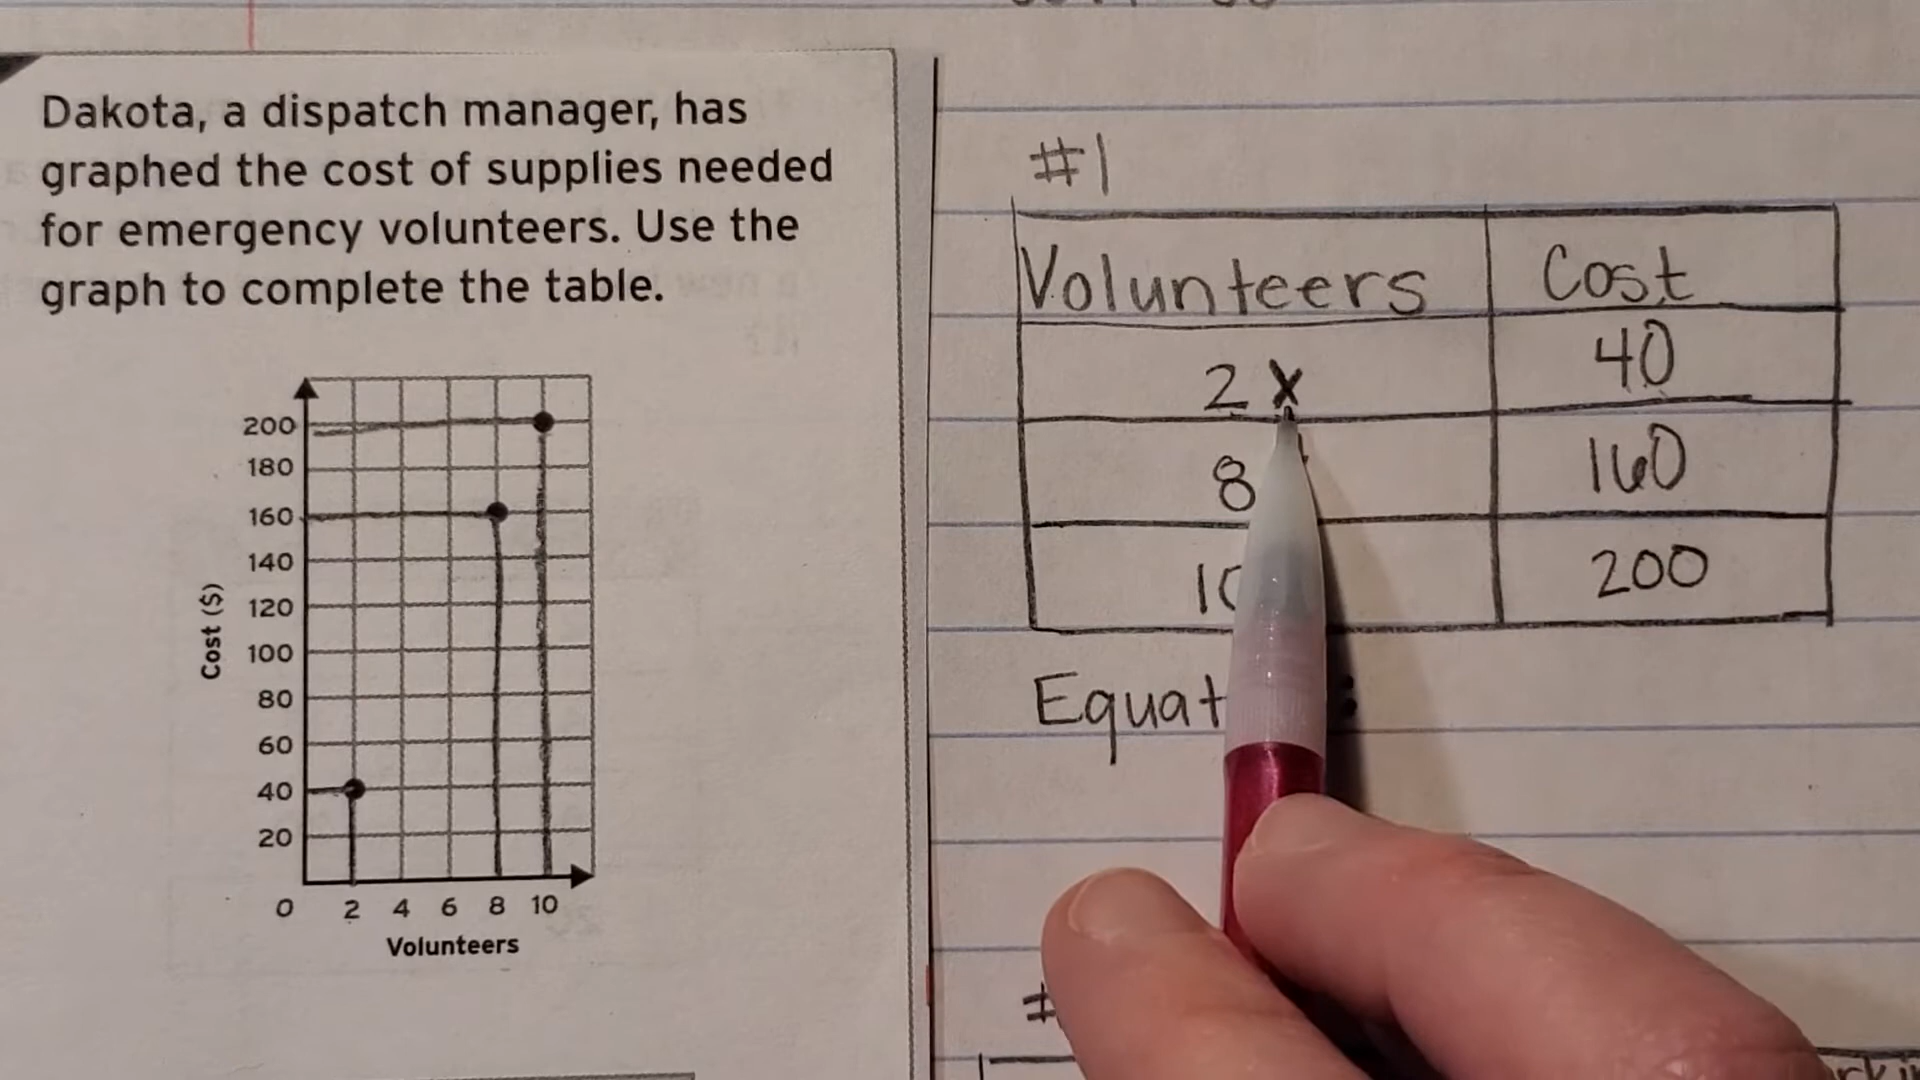 Dakota, a dispatch manager, has
graphed the cost of supplies needed
for emergency volunteers. Use the
graph to complete the table.
200
180
160
140
120
100
80
60
40
20
0 2 4 6 8 10
Cost ($)
Volunteers
#1
Volunteers Cost
2 x 40
8 160
200